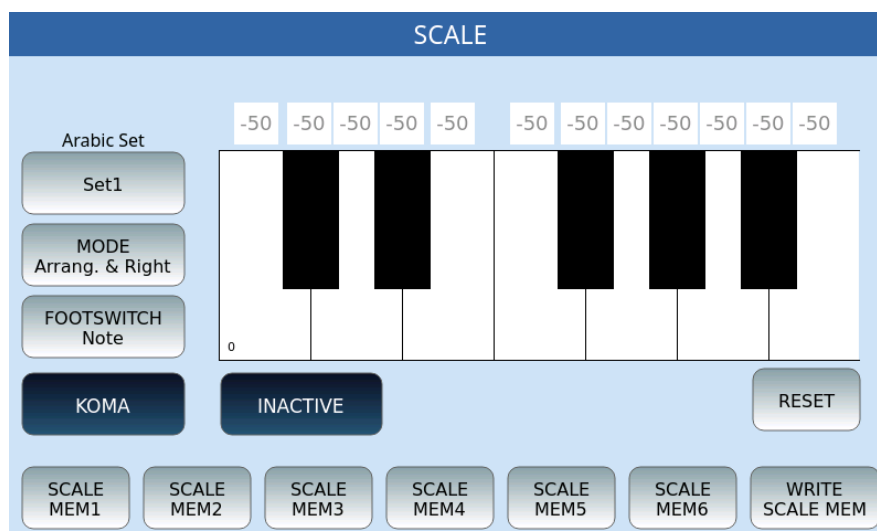 SCALE
-50 -50 -50 -50 -50 -50 -50 -50 -50 -50 -50 -50
Arabic Set
Set1
MODE
Arrang. & Right
FOOTSWITCH
Note
0
KOMA
INACTIVE
RESET
SCALE
MEM1
SCALE
MEM2
SCALE
MEM3
SCALE
MEM4
SCALE
MEM5
SCALE
MEM6
WRITE
SCALE MEM